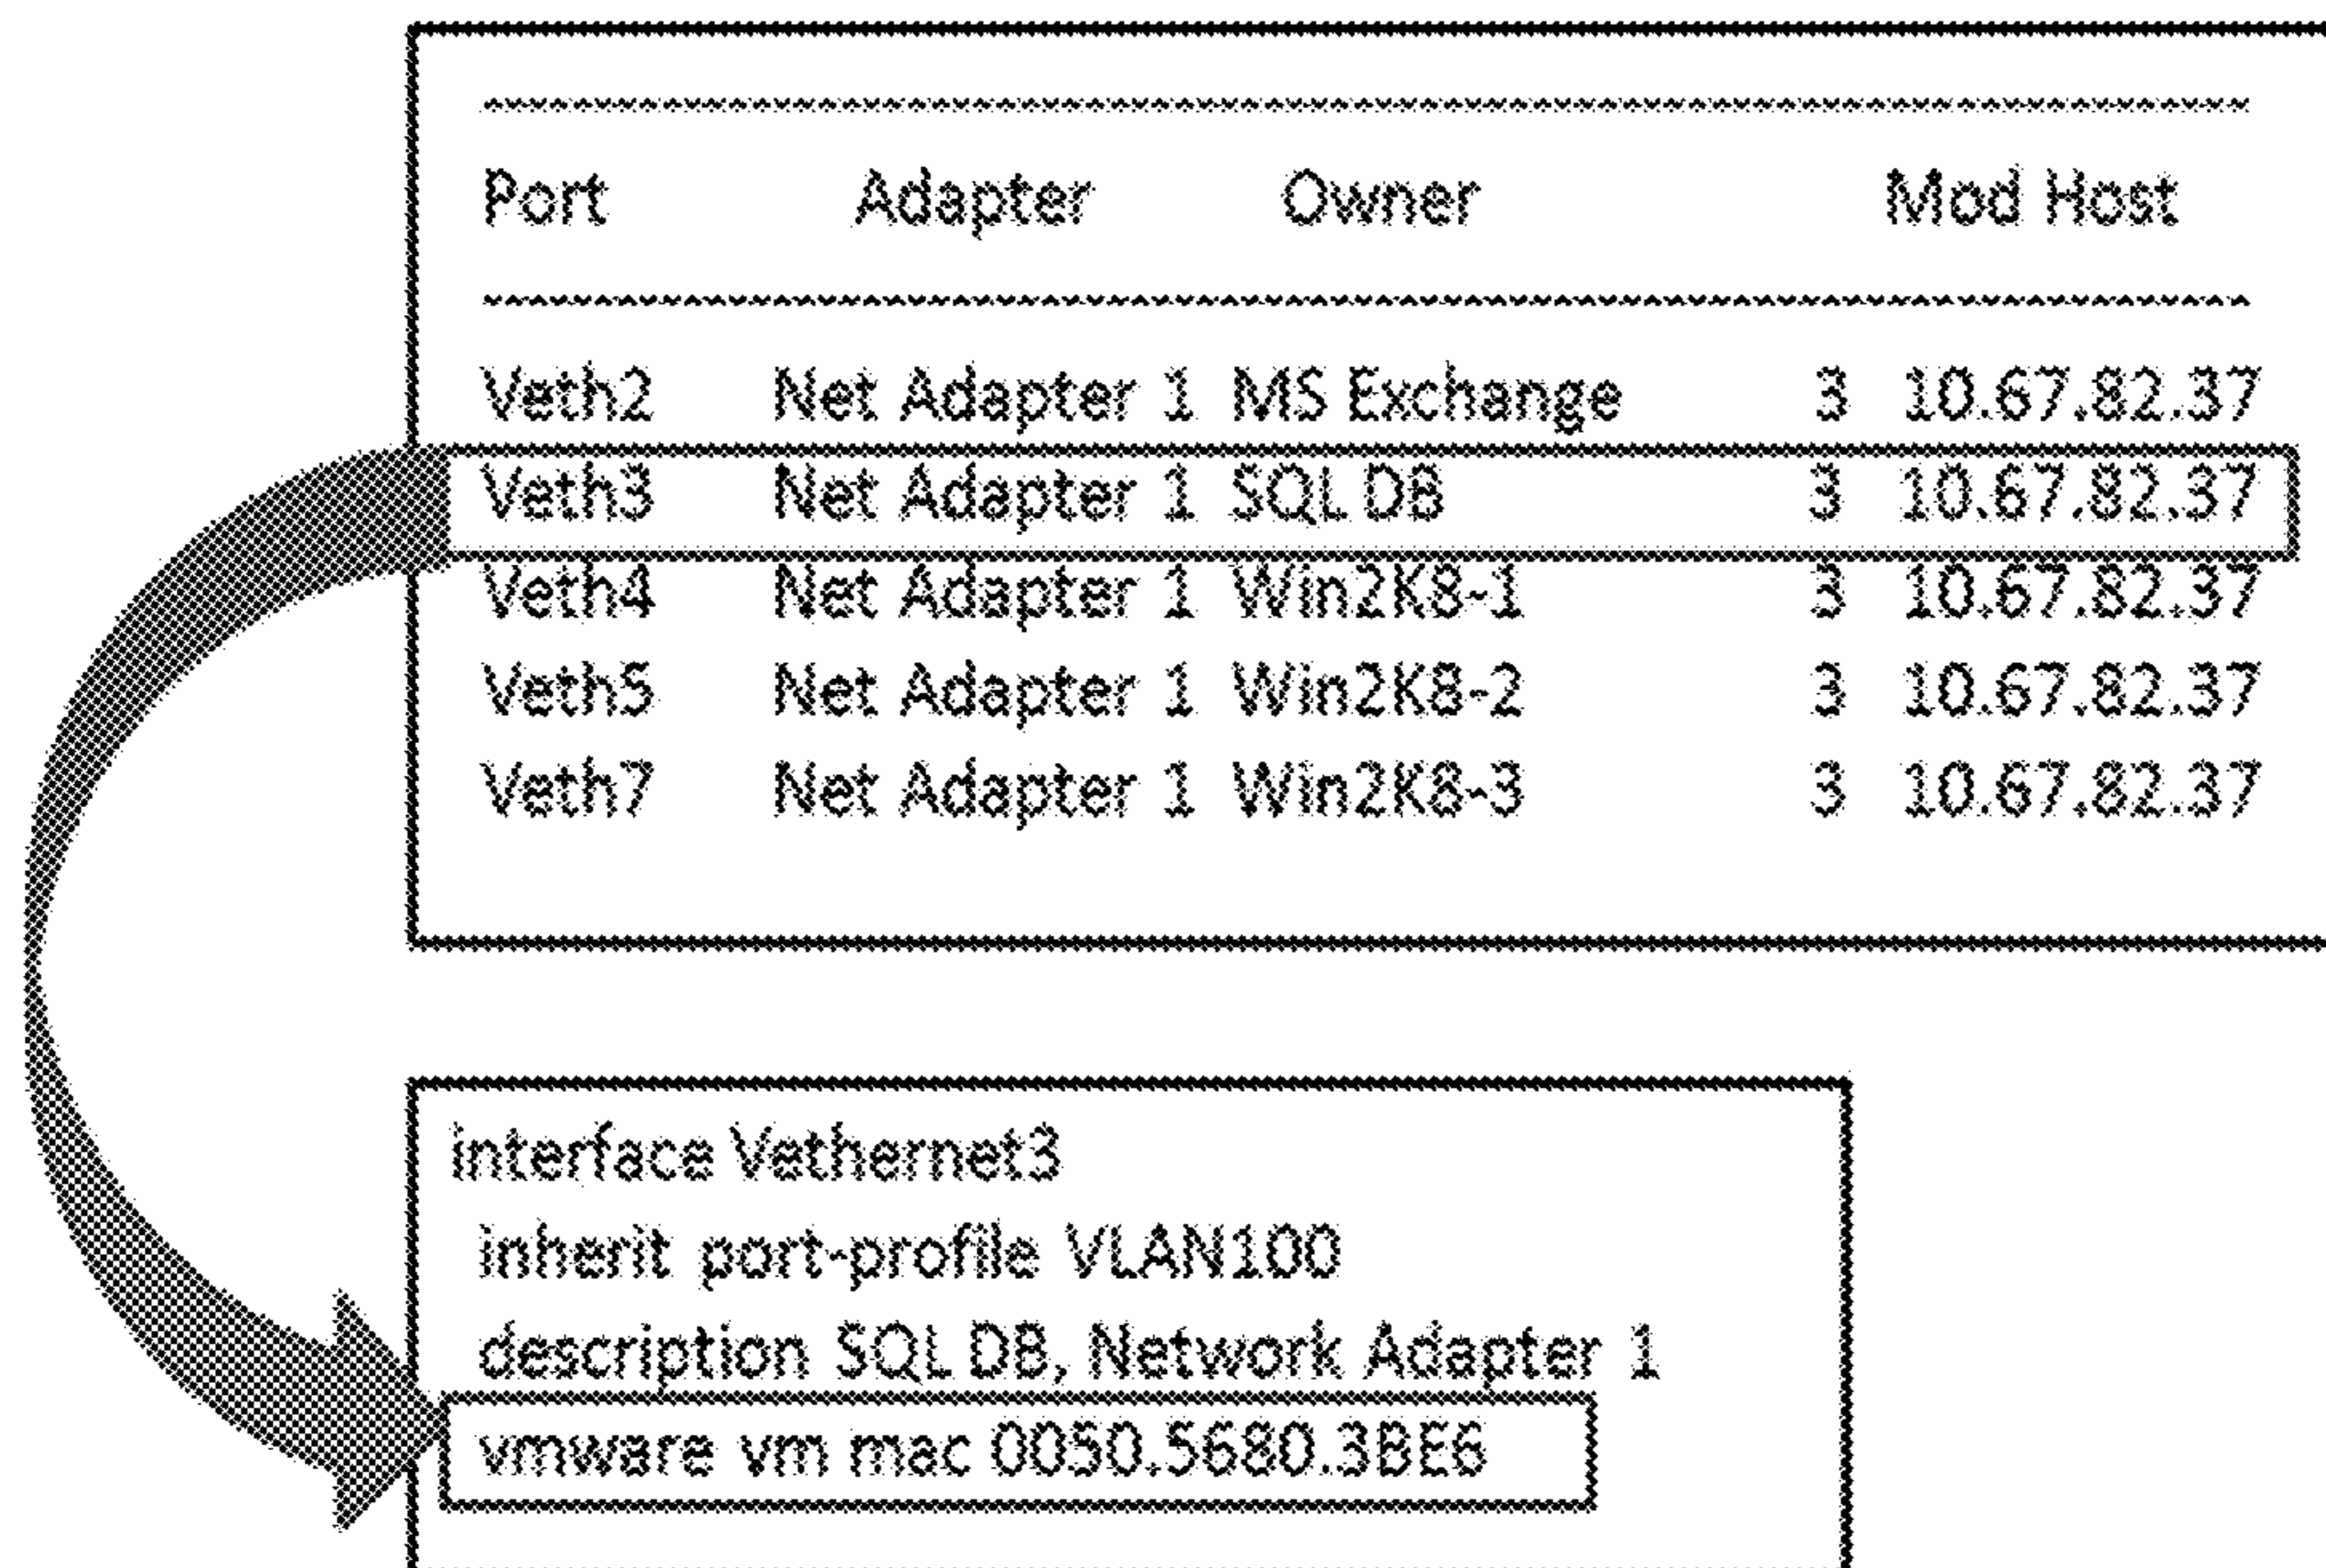 Port Adapter Owner Mod Host
Veth2 Net Adapter 1 MS Exchange 3 10.67.82.37
Veth3 Net Adapter 1 SQL DB 3 10.67.82.37
Veth4 Net Adapter 1 Win2K8-1 3 10.67.82.37
Veth5 Net Adapter 1 Win2K8-2 3 10.67.82.37
Veth7 Net Adapter 1 Win2K8-3 3 10.67.82.37
interface Vethernet3
inherit port-profile VLAN100
description SQL DB, Network Adapter 1
vmware vm mac 0050.5680.3BE6